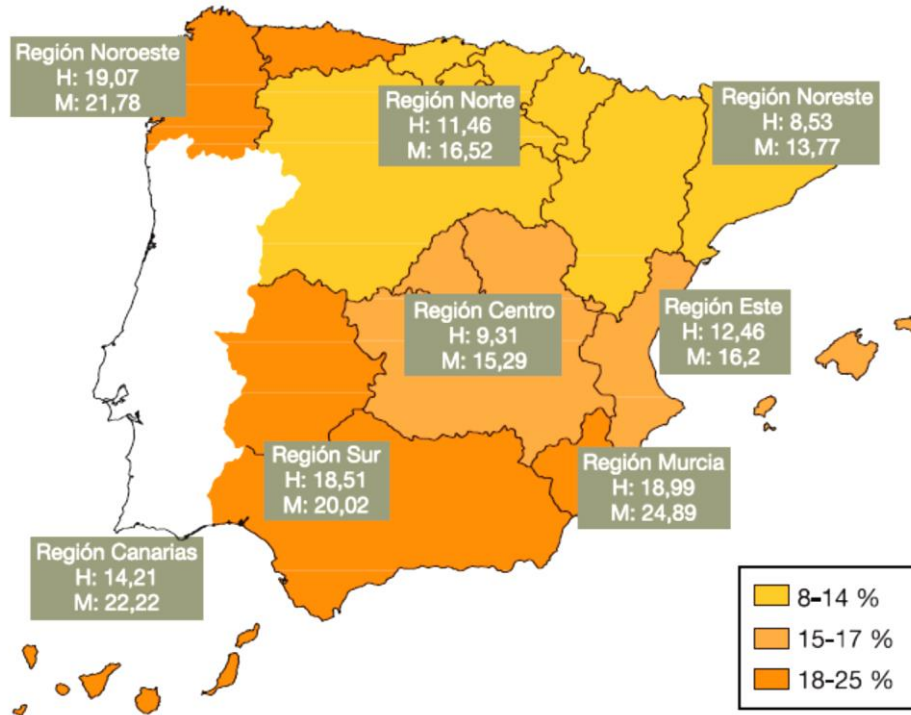 Región Noroeste
H: 19,07
M: 21,78
Región Norte
H: 11,46
M: 16,52
Región Noreste
H: 8,53
M: 13,77
Región Centro
H: 9,31
M: 15,29
Región Este
H: 12,46
M: 16,2
Región Sur
H: 18,51
M: 20,02
Región Murcia
H: 18,99
M: 24,89
Región Canarias
H: 14,21
M: 22,22
8-14 %
15-17 %
18-25 %